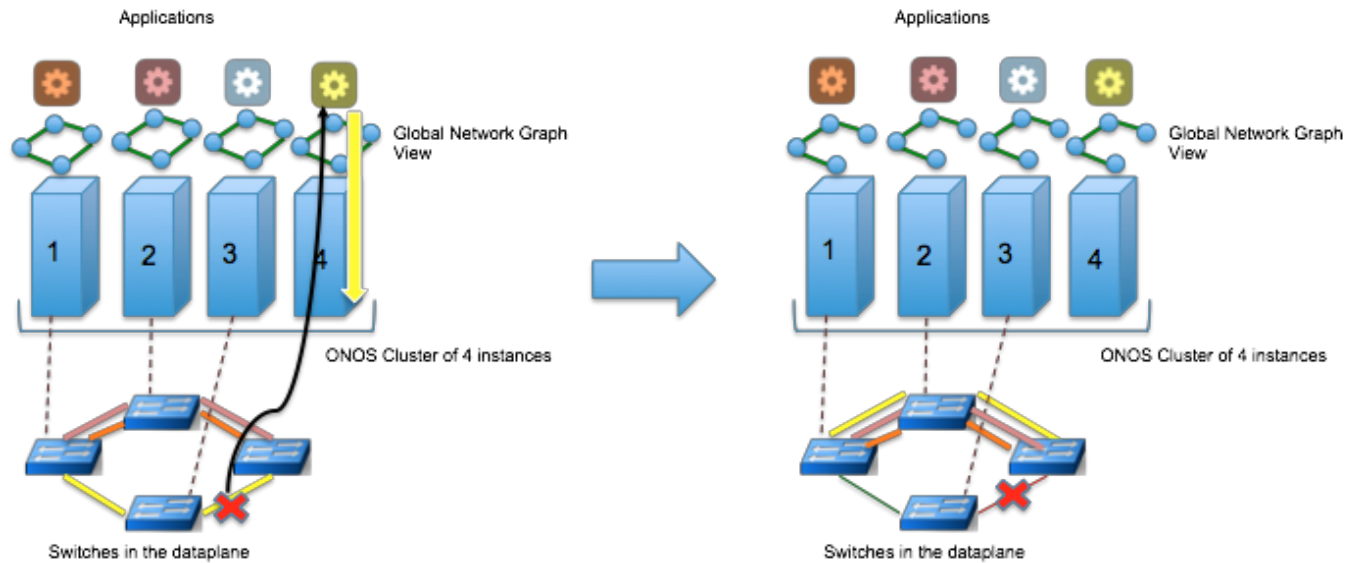 Applications
Applications
Global Network Graph
View
Global Network Graph
View
1
2
3
4
1
2
3
4
ONOS Cluster of 4 instances
ONOS Cluster of 4 instances
Switches in the dataplane
Switches in the dataplane